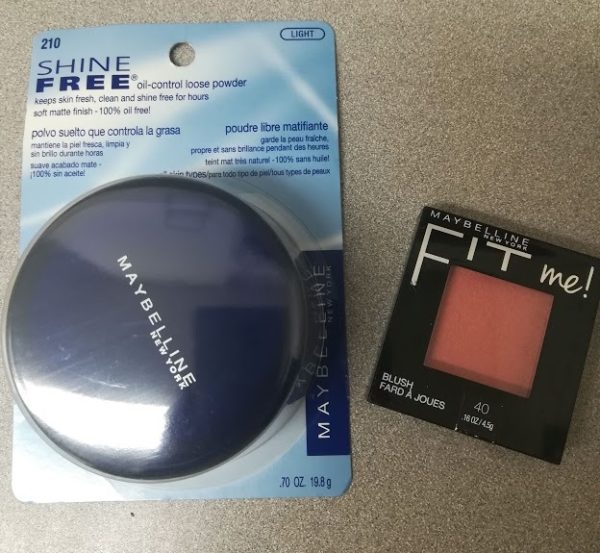 210
LIGHT
SHINE
FREE®
oil-control loose powder
keeps skin fresh, clean and shine free for hours
soft matte finish - 100% oil free!
polvo suelto que controla la grasa
mantiene la piel fresca, limpia y
sin brillo durante horas
suave acabado mate -
¡100% sin aceite!
poudre libre matifiante
garde la peau fraîche,
propre et sans brillance pendant des heures
teint mat très naturel - 100% sans huile!
skin types/para todo tipo de piel/tous types de peaux
MAYBELLINE
NEW YORK
MAYBELLINE
NEW YORK
.70 OZ. 19.8 g
MAYBELLINE
NEW YORK
FIT me!
BLUSH
FARD À JOUES
40
.16 OZ/4.5g